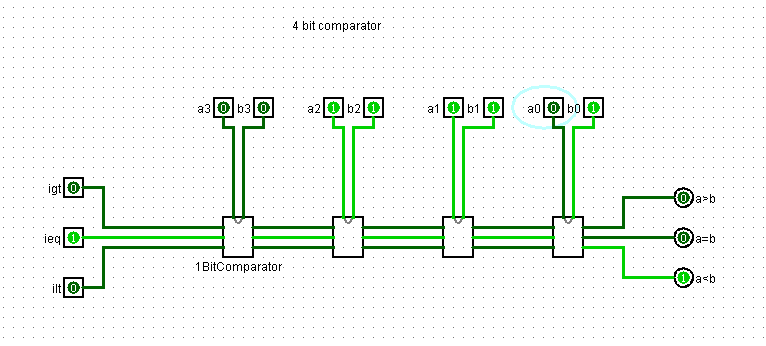 4 bit comparator
a3 0 b3 0 a2 1 b2 1 a1 1 b1 1 a0 0 b0 1
igt 0
0 a>b
ieq 1
0 a=b
1BitComparator
ilt 0
1 a<b